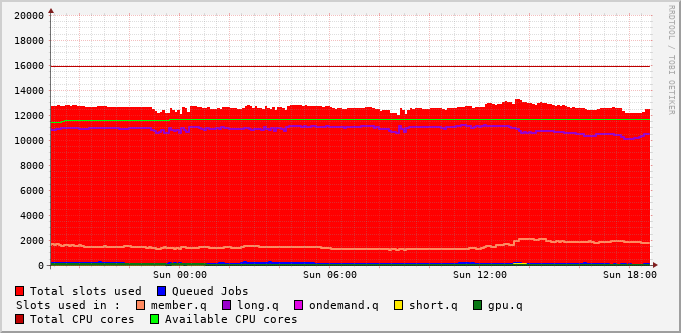 20000
18000
16000
14000
12000
10000
8000
6000
4000
2000
0
Sun 00:00 Sun 06:00 Sun 12:00 Sun 18:00
Total slots used Queued Jobs
Slots used in : member.q long.q ondemand.q short.q gpu.q
Total CPU cores Available CPU cores
RRDTOOL / TOBI OETIKER